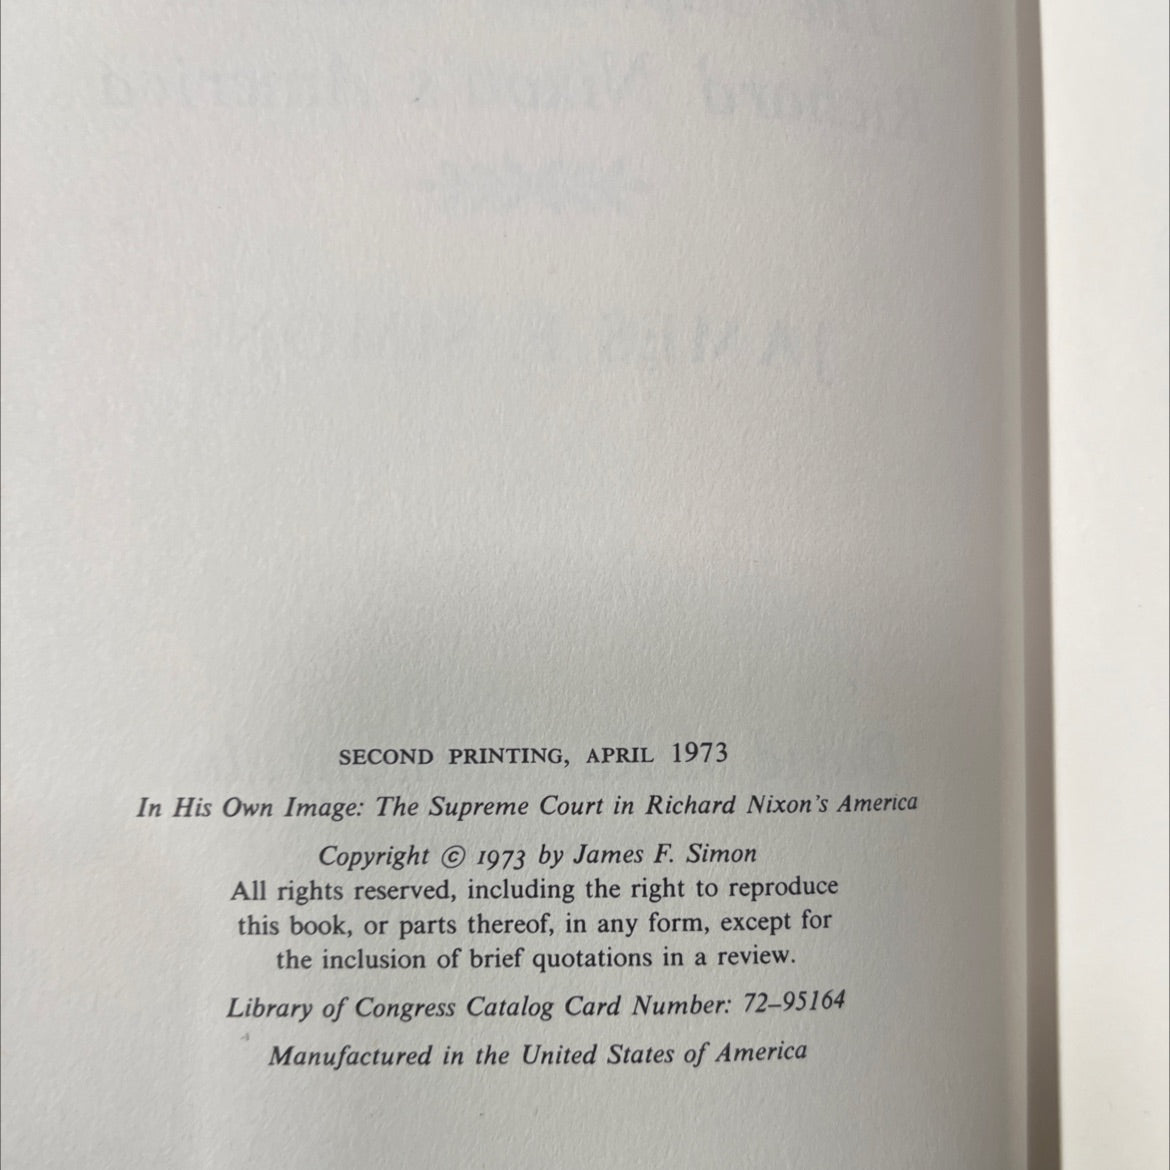 SECOND PRINTING, APRIL 1973
In His Own Image: The Supreme Court in Richard Nixon's America
Copyright © 1973 by James F. Simon
All rights reserved, including the right to reproduce
this book, or parts thereof, in any form, except for
the inclusion of brief quotations in a review.
Library of Congress Catalog Card Number: 72–95164
Manufactured in the United States of America